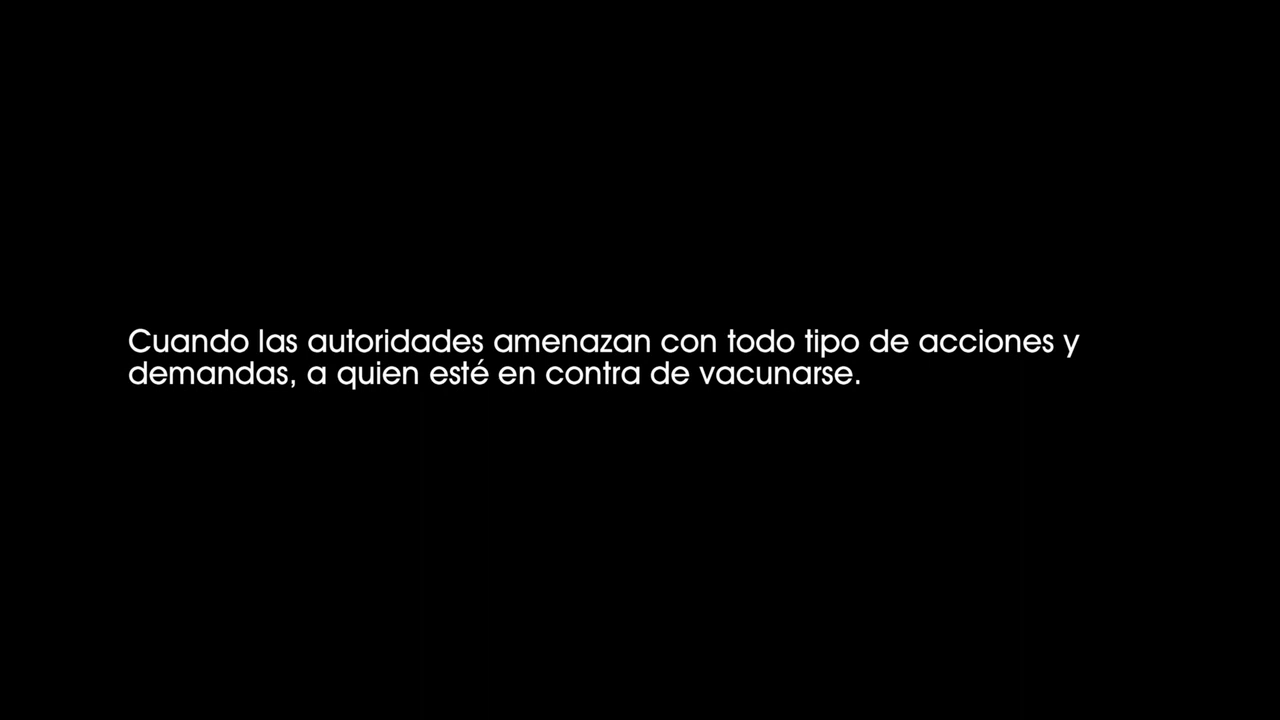 Cuando las autoridades amenazan con todo tipo de acciones y
demandas, a quien esté en contra de vacunarse.